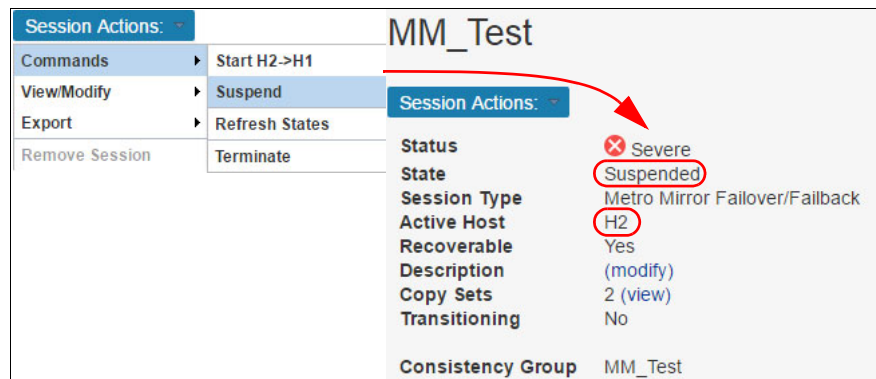 Session Actions:
Commands
View/Modify
Export
Remove Session
Start H2->H1
Suspend
Refresh States
Terminate
MM_Test
Session Actions:
Status Severe
State Suspended
Session Type Metro Mirror Failover/Failback
Active Host H2
Recoverable Yes
Description (modify)
Copy Sets 2 (view)
Transitioning No
Consistency Group MM_Test